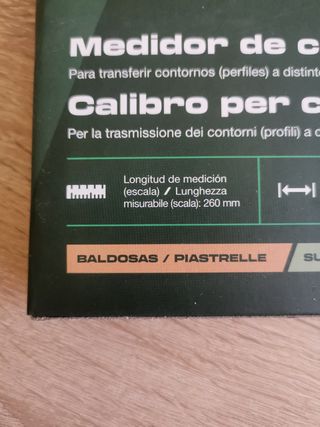 Medidor de
Para transferir contornos (perfiles) a
Calibro per
Per la trasmissione dei contorni (profili) a
Longitud de medición
(escala) / Lunghezza
misurabile (scala): 260 mm
BALDOSAS / PIASTRELLE